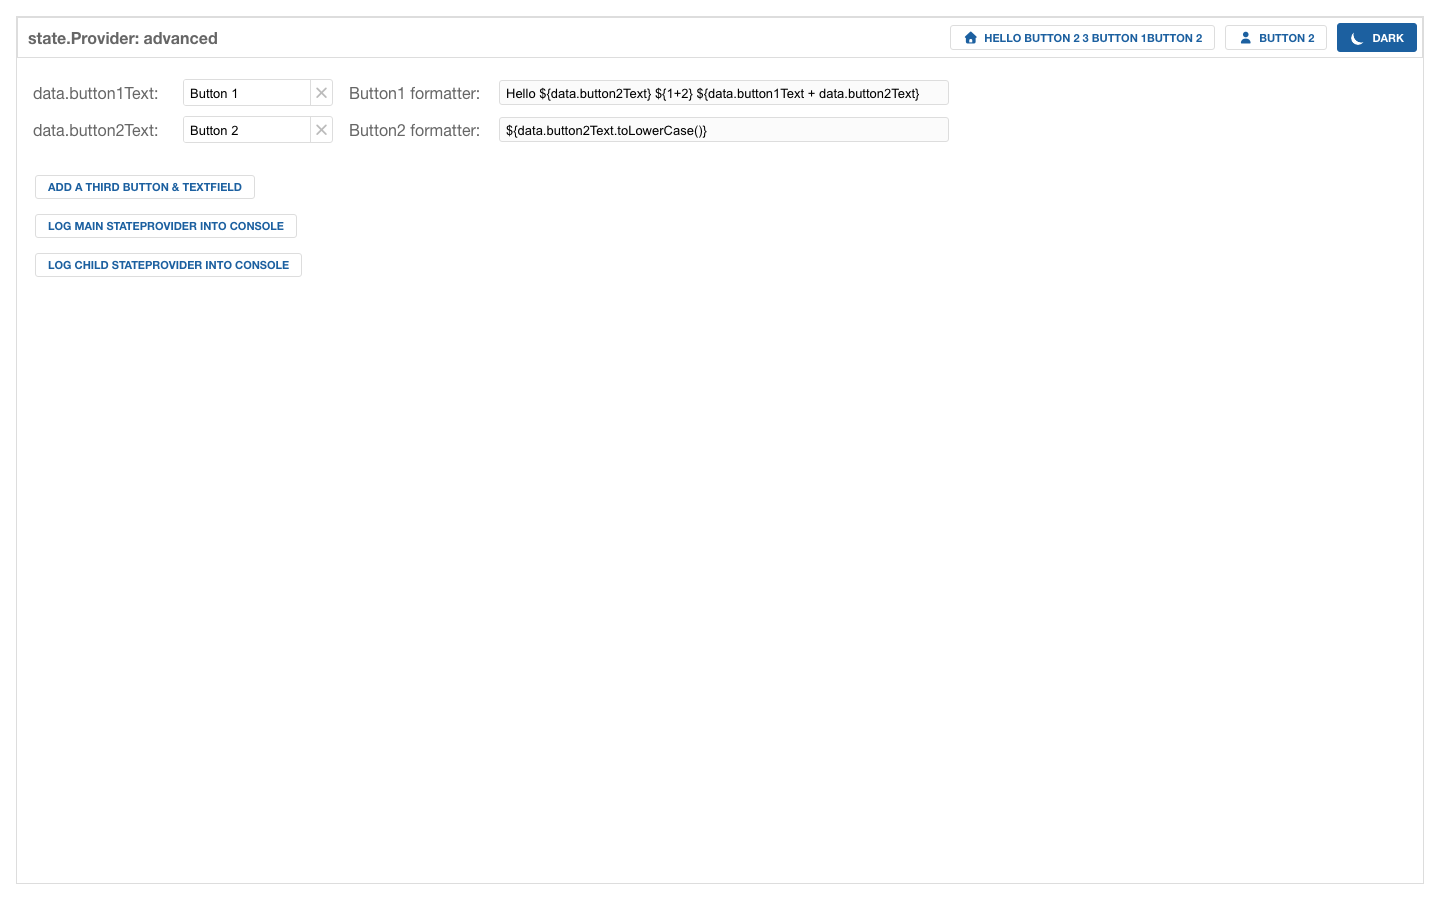 state.Provider: advanced
HELLO BUTTON 2 3 BUTTON 1BUTTON 2
BUTTON 2
DARK
data.button1Text:
Button 1
Button1 formatter:
Hello ${data.button2Text} ${1+2} ${data.button1Text + data.button2Text}
data.button2Text:
Button 2
Button2 formatter:
${data.button2Text.toLowerCase()}
ADD A THIRD BUTTON & TEXTFIELD
LOG MAIN STATEPROVIDER INTO CONSOLE
LOG CHILD STATEPROVIDER INTO CONSOLE